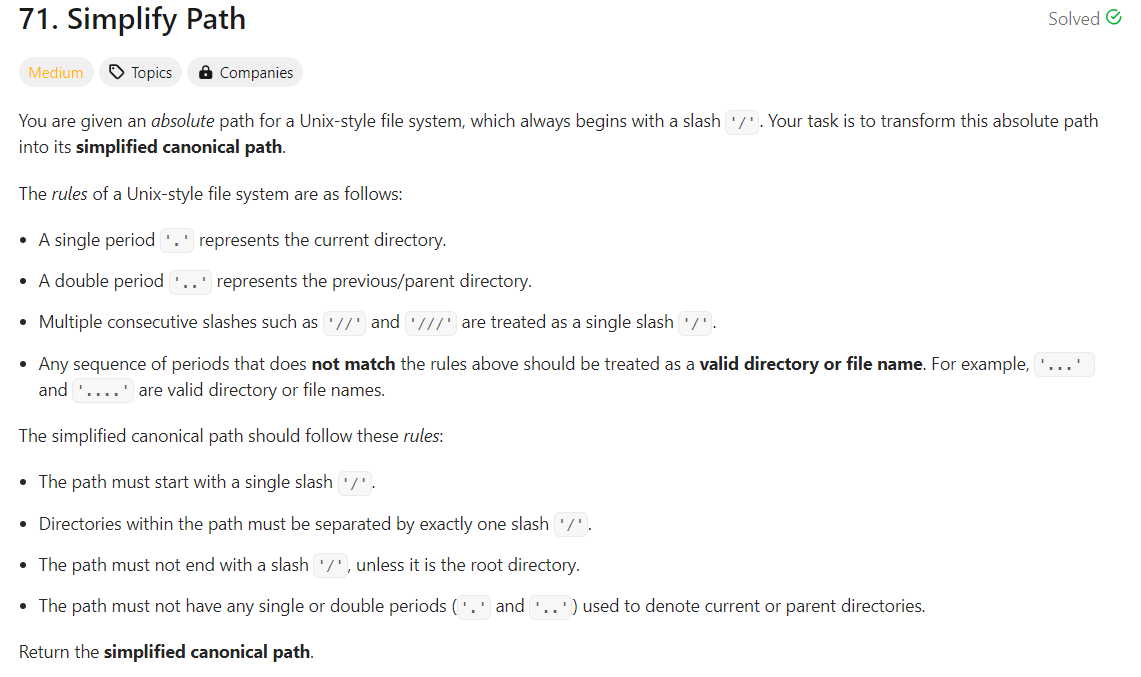 71. Simplify Path
Solved
Medium
Topics
Companies
You are given an absolute path for a Unix-style file system, which always begins with a slash '/'. Your task is to transform this absolute path
into its simplified canonical path.
The rules of a Unix-style file system are as follows:
• A single period '.' represents the current directory.
• A double period '..' represents the previous/parent directory.
• Multiple consecutive slashes such as '//' and '///' are treated as a single slash '/'.
• Any sequence of periods that does not match the rules above should be treated as a valid directory or file name. For example, '...'
and '....' are valid directory or file names.
The simplified canonical path should follow these rules:
• The path must start with a single slash '/'.
• Directories within the path must be separated by exactly one slash '/'.
• The path must not end with a slash '/', unless it is the root directory.
• The path must not have any single or double periods ('.' and '..') used to denote current or parent directories.
Return the simplified canonical path.